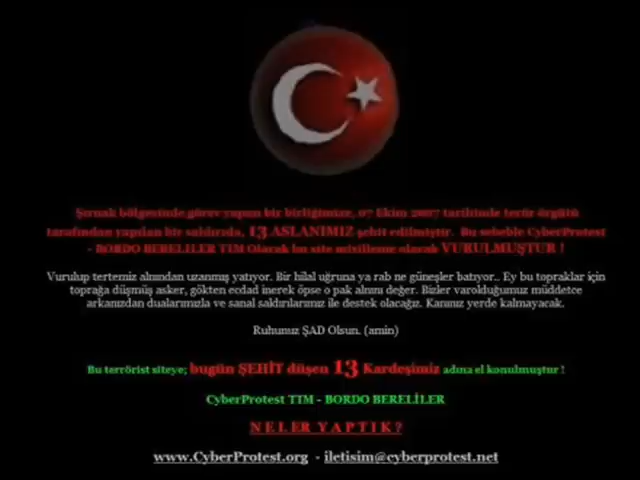 Şırnak bölgesinde görev yapan bir birliğimize, 07 Ekim 2007 tarihinde terör örgütü
tarafından yapılan bir saldırıda, 13 ASLANIMIZ şehit edilmiştir. Bu sebeble CyberProtest
- BORDO BERELİLER TIM Olarak bu site misilleme olarak VURULMUŞTUR !
Vurulup tertemiz alnından uzanmış yatıyor. Bir hilal uğruna ya rab ne güneşler batıyor.. Ey bu topraklar için
toprağa düşmüş asker, gökten ecdad inerek öpse o pak alnını değer. Bizler varolduğumuz müddetce
arkanızdan dualarımızla ve sanal saldırılarımız ile destek olacağız. Kanınız yerde kalmayacak.
Ruhunuz ŞAD Olsun. (amin)
Bu terrörist siteye; bugün ŞEHİT düşen 13 Kardeşimiz adına el konulmuştur !
CyberProtest TTM - BORDO BERELİLER
N E L E R Y A P T I K ?
www.CyberProtest.org - iletisim@cyberprotest.net